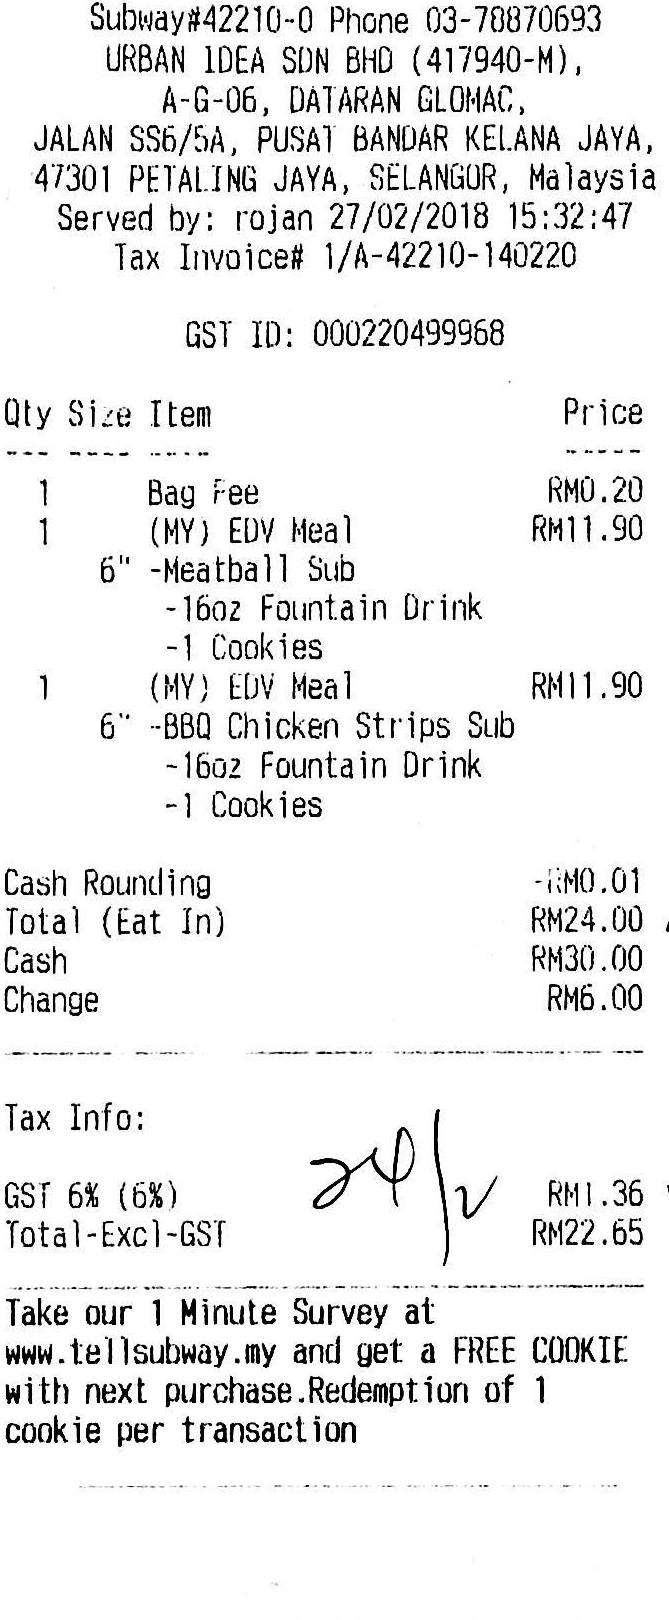 Subway#42210-0 Phone 03-78870693
URBAN IDEA SDN BHD (417940-M),
A-G-06, DATARAN GLOMAC,
JALAN SS6/5A, PUSAT BANDAR KELANA JAYA,
47301 PETALING JAYA, SELANGOR, Malaysia
Served by: rojan 27/02/2018 15:32:47
Tax Invoice# 1/A-42210-140220
GST ID: 000220499968
Qty Size Item Price
--- ---- ---- -----
1 Bag Fee RM0.20
1 (MY) EDV Meal RM11.90
6" -Meatball Sub
-16oz Fountain Drink
-1 Cookies
1 (MY) EDV Meal RM11.90
6" -BBQ Chicken Strips Sub
-16oz Fountain Drink
-1 Cookies
Cash Rounding -RM0.01
Total (Eat In) RM24.00
Cash RM30.00
Change RM6.00
Tax Info:
24/2
GST 6% (6%) RM1.36
Total-Excl-GST RM22.65
Take our 1 Minute Survey at
www.tellsubway.my and get a FREE COOKIE
with next purchase.Redemption of 1
cookie per transaction